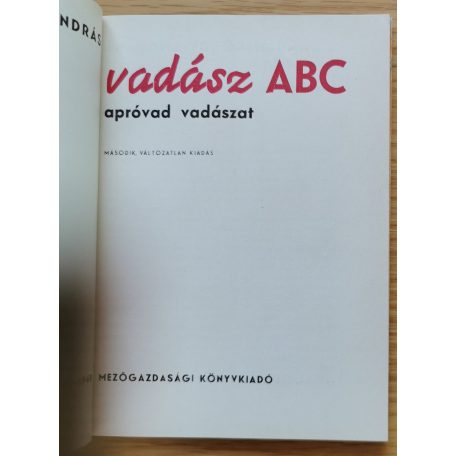 NDRÁS
vadász ABC
apróvad vadászat
MÁSODIK, VÁLTOZATLAN KIADÁS
MEZŐGAZDASÁGI KÖNYVKIADÓ